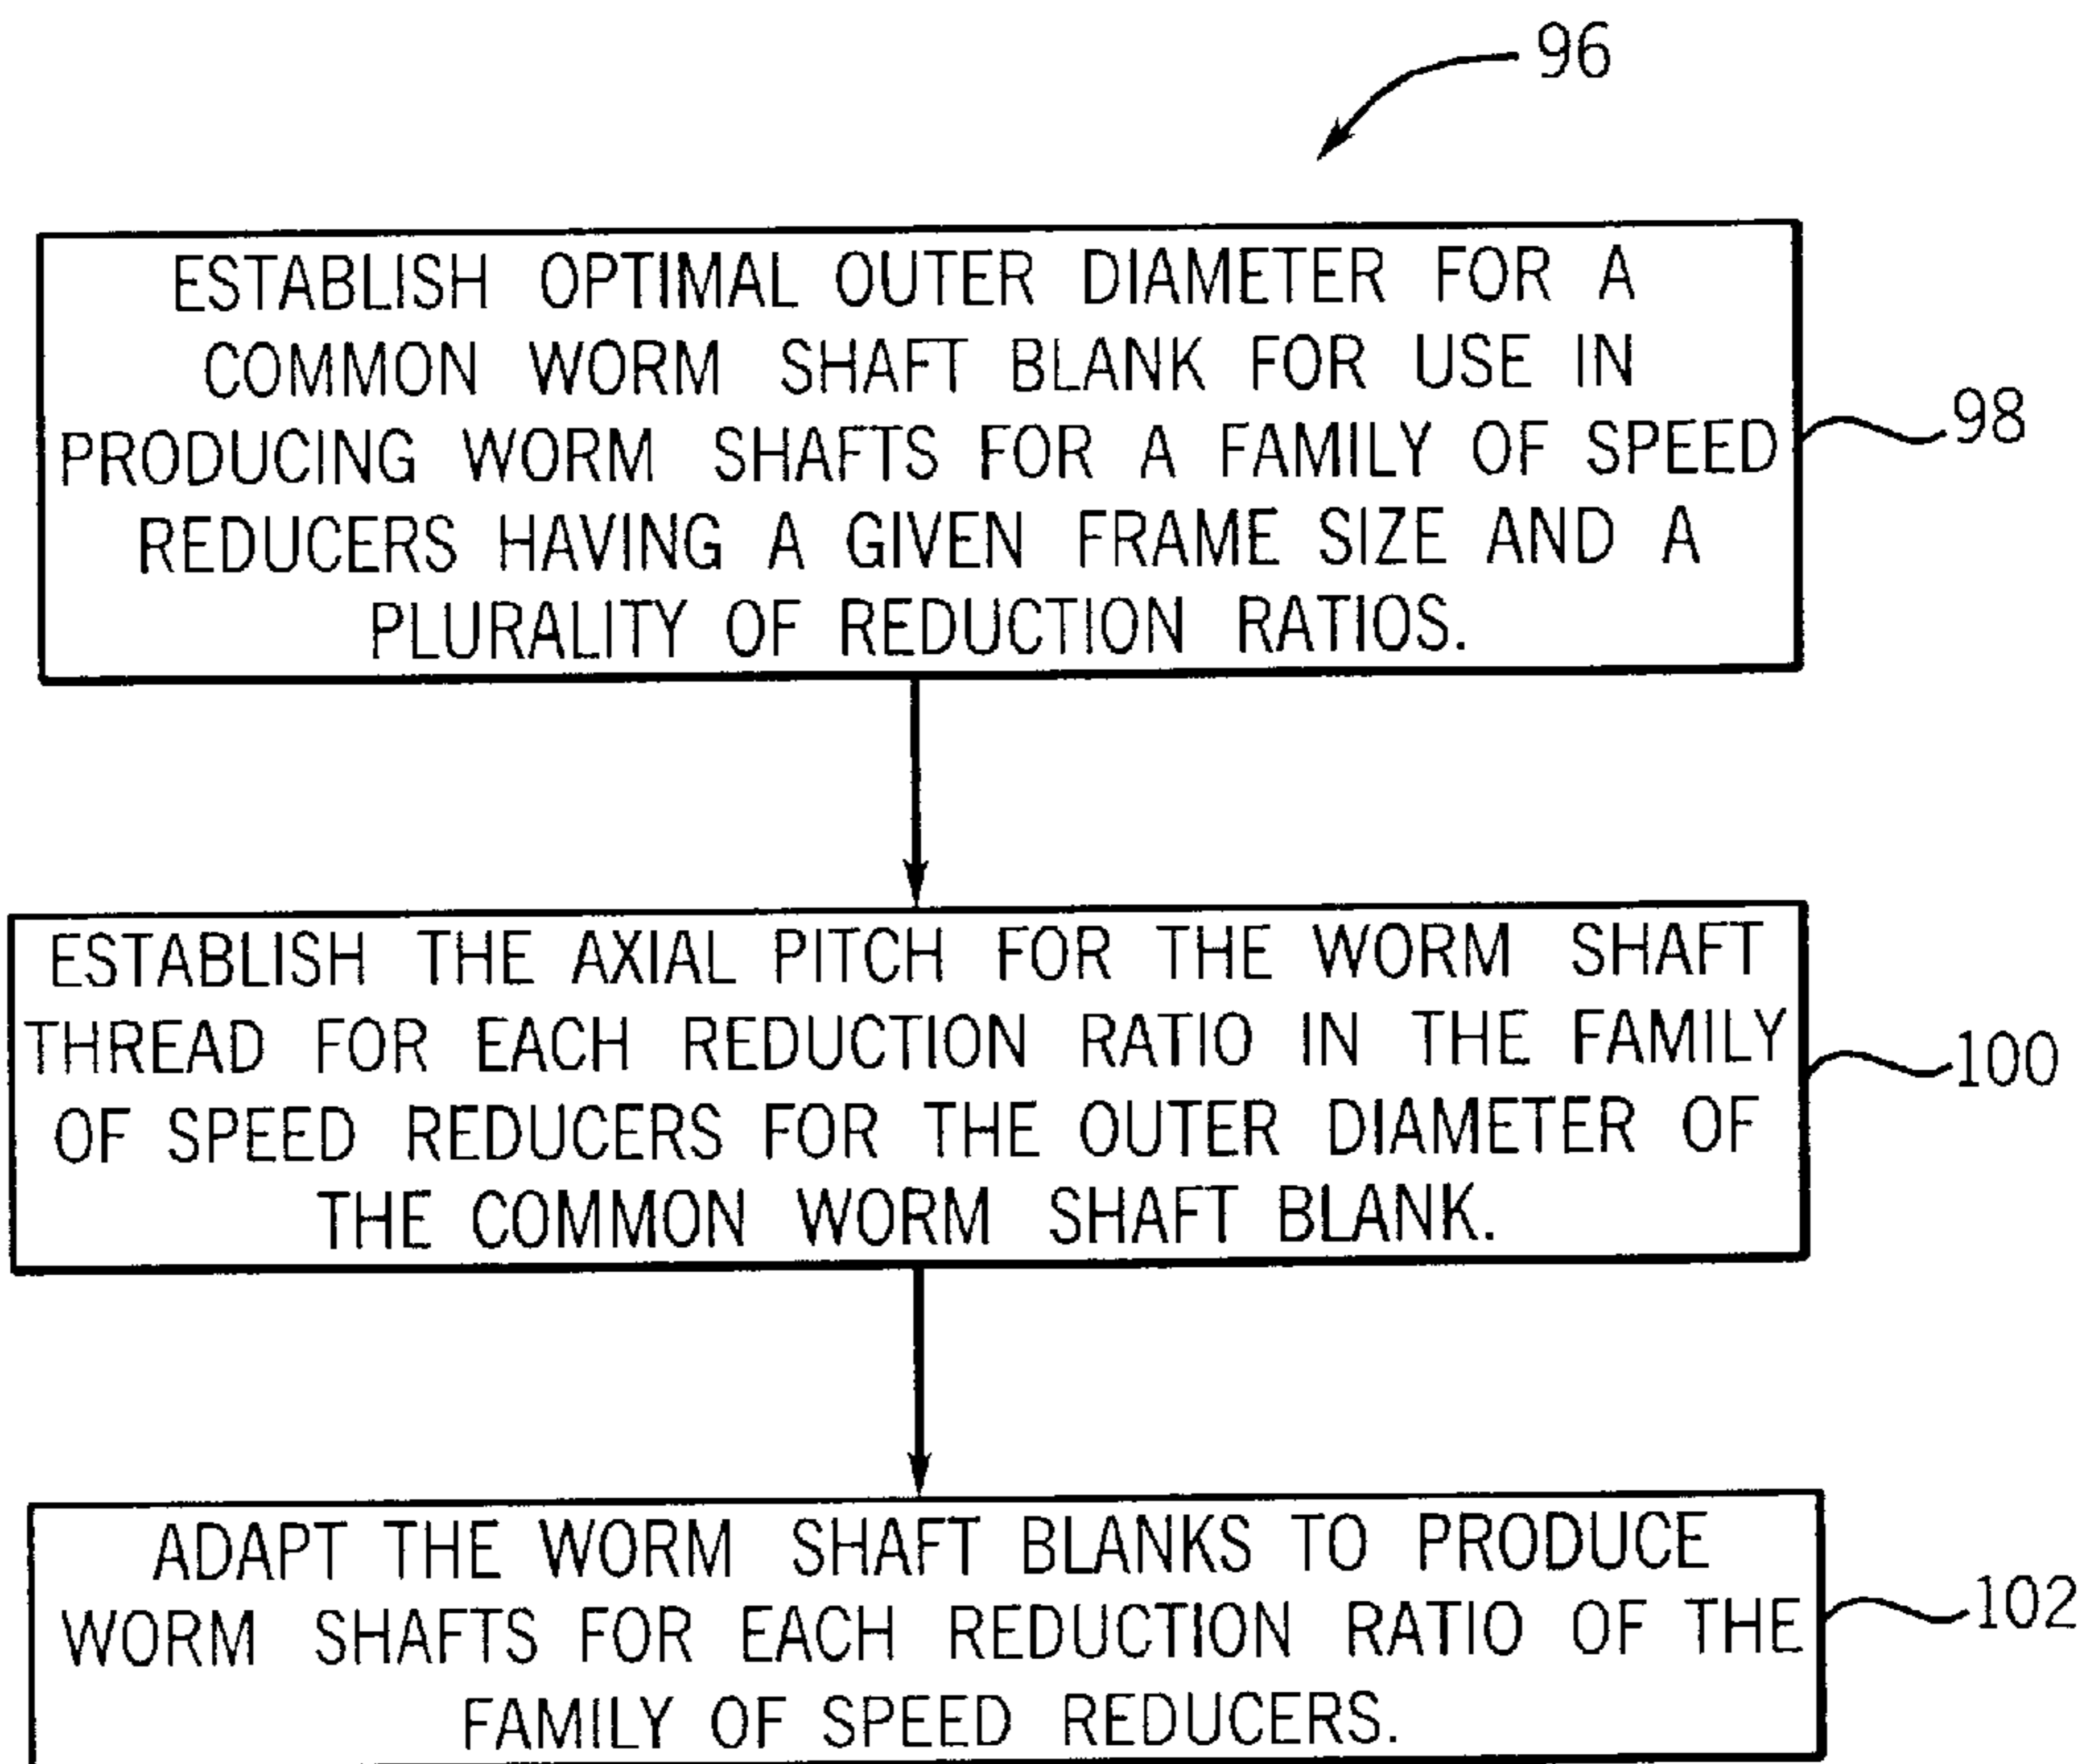 96
ESTABLISH OPTIMAL OUTER DIAMETER FOR A
COMMON WORM SHAFT BLANK FOR USE IN
PRODUCING WORM SHAFTS FOR A FAMILY OF SPEED
REDUCERS HAVING A GIVEN FRAME SIZE AND A
PLURALITY OF REDUCTION RATIOS.
98
ESTABLISH THE AXIAL PITCH FOR THE WORM SHAFT
THREAD FOR EACH REDUCTION RATIO IN THE FAMILY
OF SPEED REDUCERS FOR THE OUTER DIAMETER OF
THE COMMON WORM SHAFT BLANK.
100
ADAPT THE WORM SHAFT BLANKS TO PRODUCE
WORM SHAFTS FOR EACH REDUCTION RATIO OF THE
FAMILY OF SPEED REDUCERS.
102